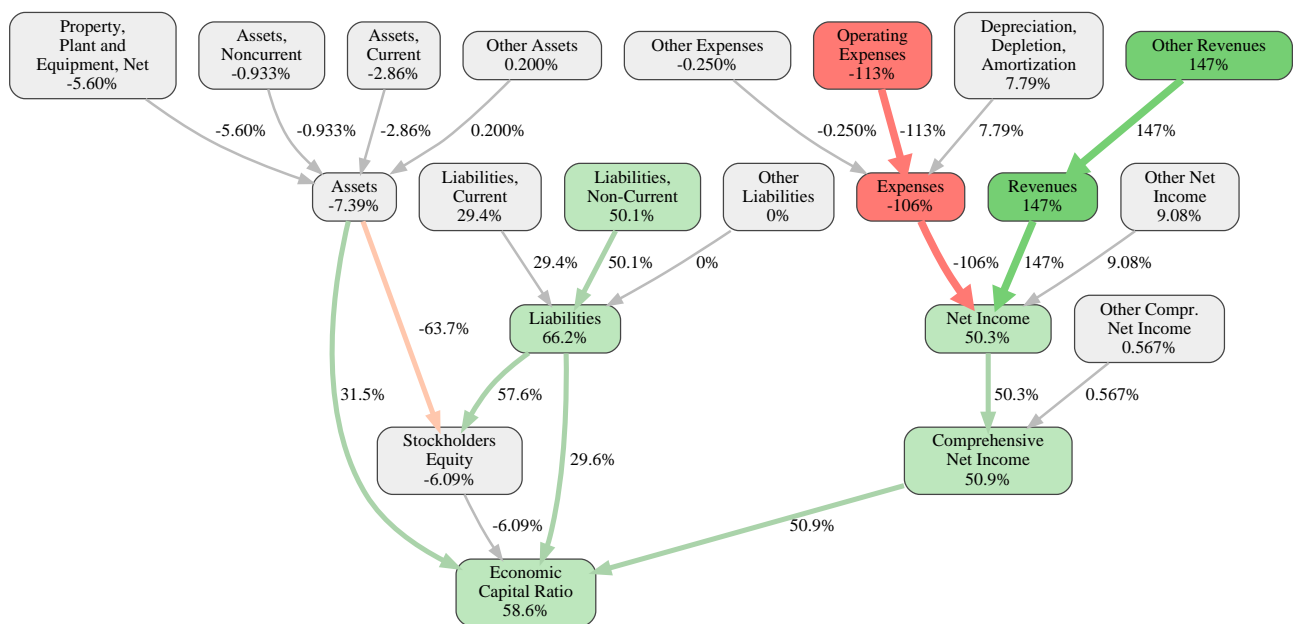 Property,
Plant and
Equipment, Net
-5.60%
Assets,
Noncurrent
-0.933%
Assets,
Current
-2.86%
Other Assets
0.200%
Other Expenses
-0.250%
Operating
Expenses
-113%
Depreciation,
Depletion,
Amortization
7.79%
Other Revenues
147%
-5.60%
-0.933%
-2.86%
0.200%
-0.250%
-113%
7.79%
147%
Assets
-7.39%
Liabilities,
Current
29.4%
Liabilities,
Non-Current
50.1%
Other
Liabilities
0%
Expenses
-106%
Revenues
147%
Other Net
Income
9.08%
29.4%
50.1%
0%
-106%
147%
9.08%
-63.7%
Liabilities
66.2%
Net Income
50.3%
Other Compr.
Net Income
0.567%
31.5%
57.6%
50.3%
0.567%
Stockholders
Equity
-6.09%
29.6%
Comprehensive
Net Income
50.9%
-6.09%
50.9%
Economic
Capital Ratio
58.6%